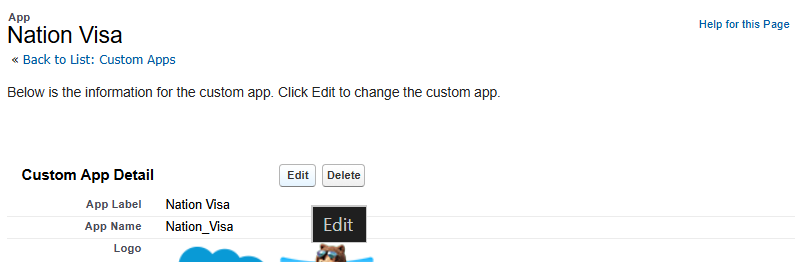 App
Nation Visa
Help for this Page
« Back to List: Custom Apps
Below is the information for the custom app. Click Edit to change the custom app.
Custom App Detail Edit Delete
App Label Nation Visa
App Name Nation_Visa
Edit
Logo